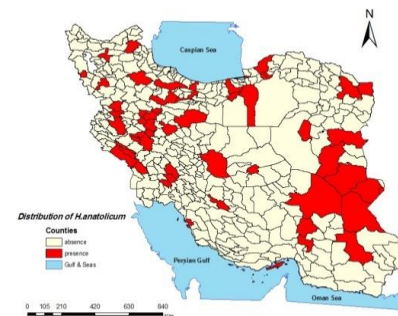 N
Caspian Sea
Distribution of H.anatolicum
Counties
absence
presence
Gulf & Seas
Persian Gulf
Oman Sea
0 105 210 420 630 840